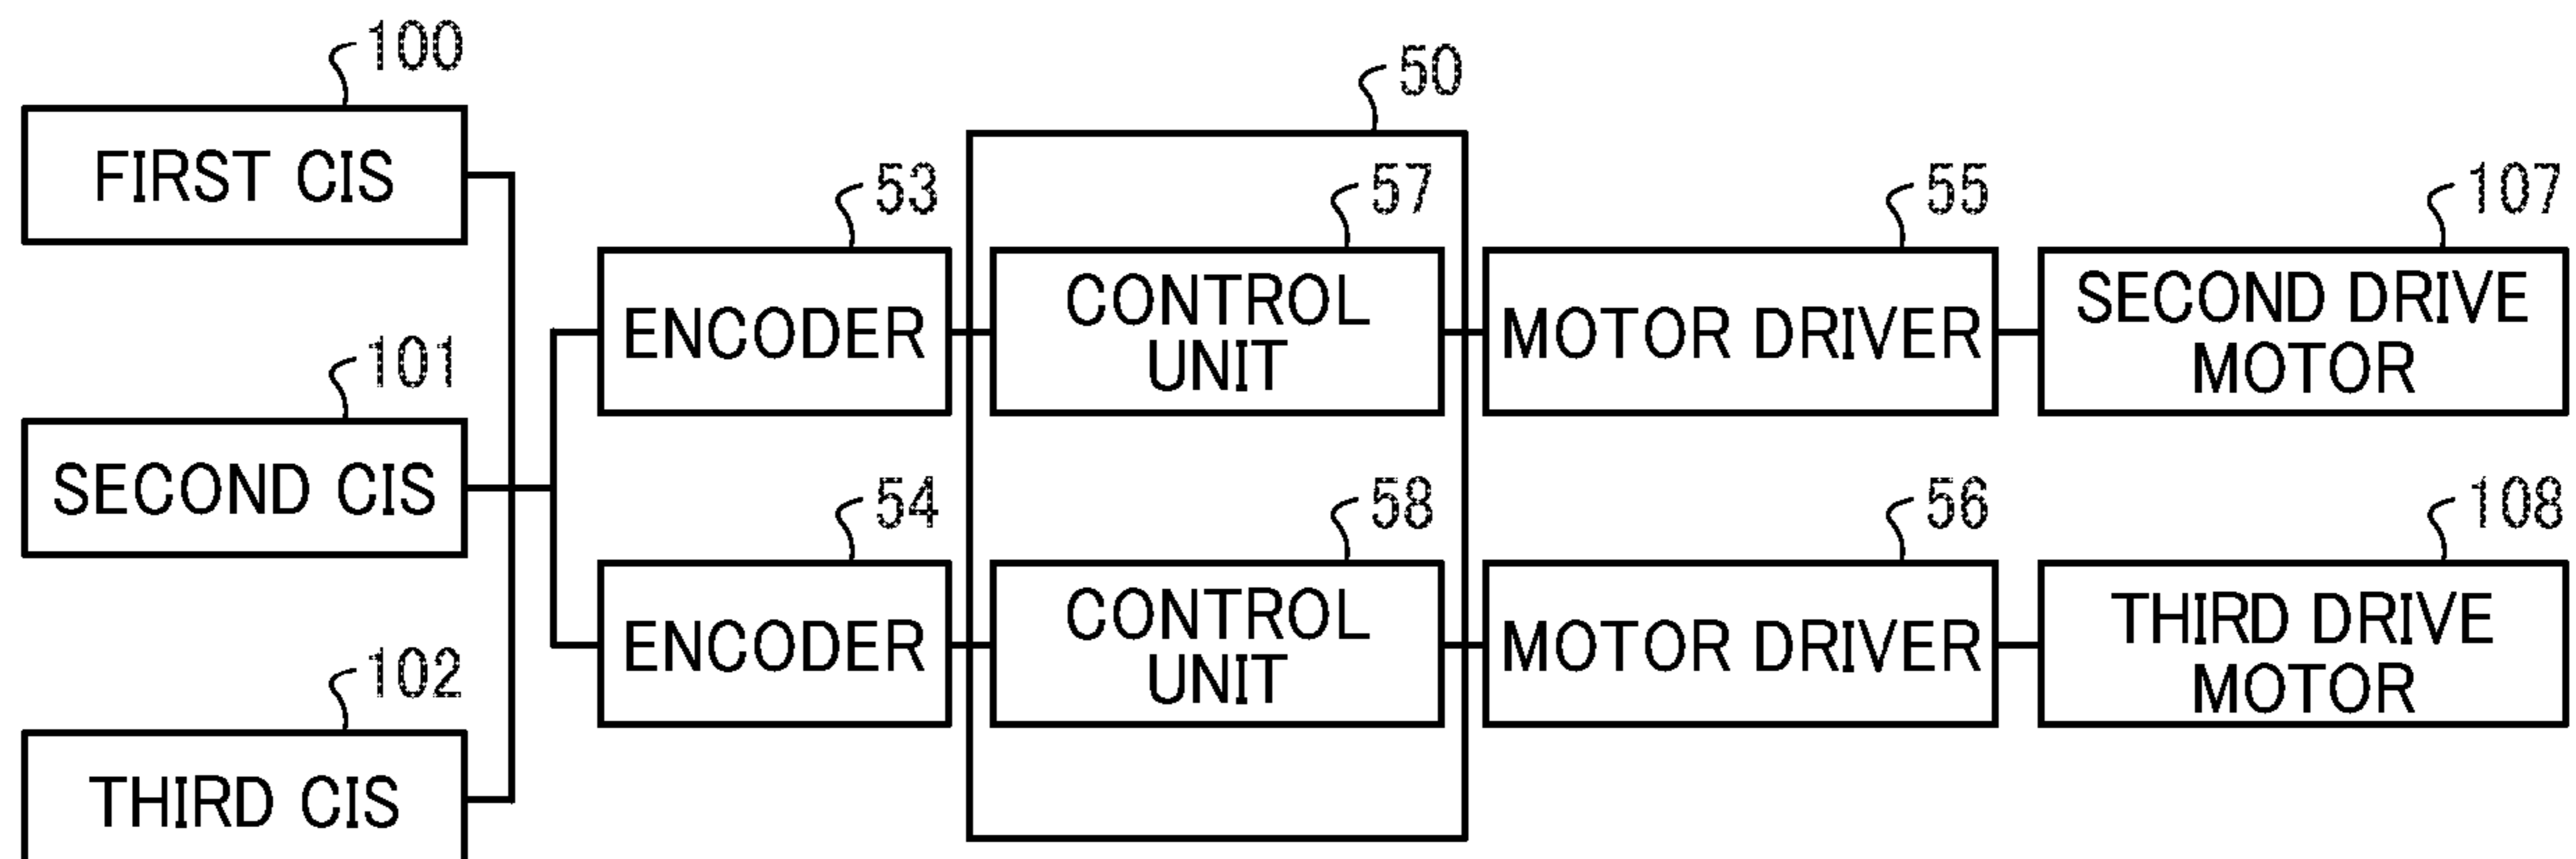 100
FIRST CIS
50
53
57
55
107
ENCODER
CONTROL
UNIT
MOTOR DRIVER
SECOND DRIVE
MOTOR
101
SECOND CIS
54
58
56
108
ENCODER
CONTROL
UNIT
MOTOR DRIVER
THIRD DRIVE
MOTOR
102
THIRD CIS